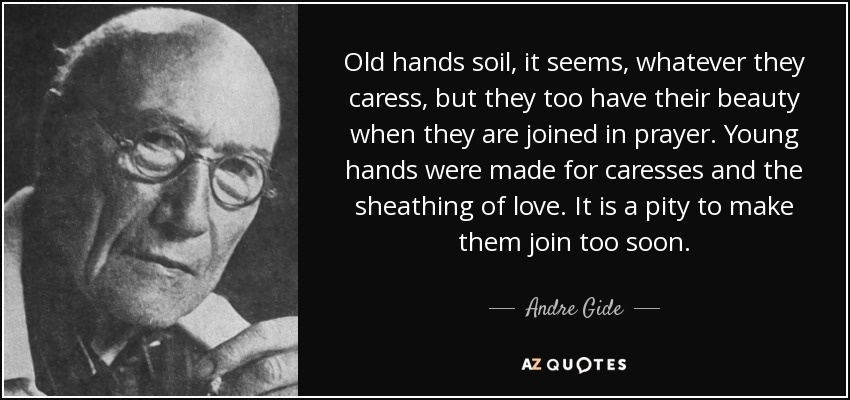 Old hands soil, it seems, whatever they
caress, but they too have their beauty
when they are joined in prayer. Young
hands were made for caresses and the
sheathing of love. It is a pity to make
them join too soon.
Andre Gide
AZ QUOTES